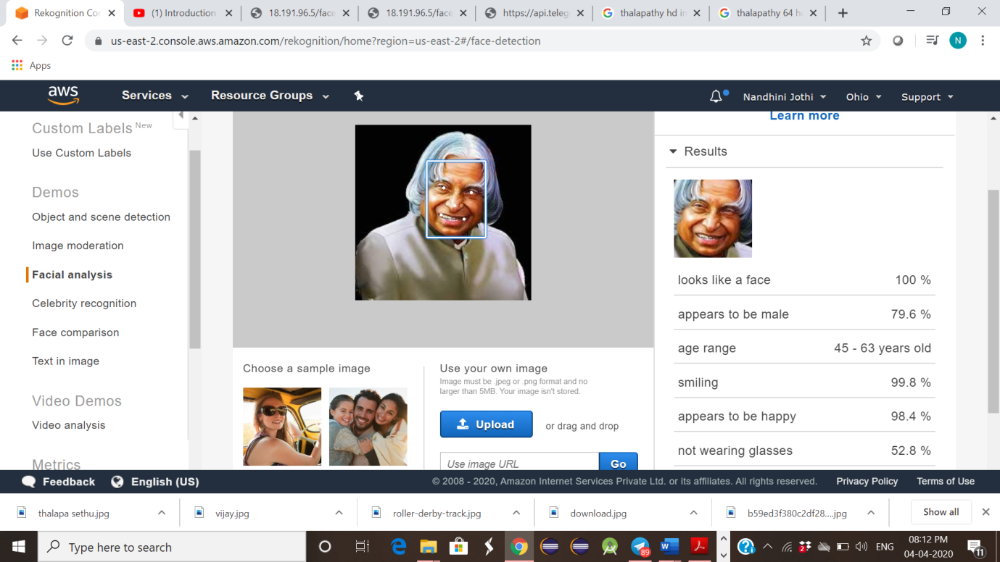 Rekognition Con
(1) Introduction
18.191.96.5/face
18.191.96.5/face
https://api.teleg
thalapathy hd in
thalapathy 64 h
us-east-2.console.aws.amazon.com/rekognition/home?region=us-east-2#/face-detection
N
Apps
aws
Services
Resource Groups
Nandhini Jothi
Ohio
Support
Custom Labels New
Use Custom Labels
Demos
Object and scene detection
Image moderation
Facial analysis
Celebrity recognition
Face comparison
Text in image
Video Demos
Video analysis
Metrics
Choose a sample image
Use your own image
Image must be .jpeg or .png format and no
larger than 5MB. Your image isn't stored.
Upload
or drag and drop
Use image URL
Go
Learn more
Results
looks like a face 100 %
appears to be male 79.6 %
age range 45 - 63 years old
smiling 99.8 %
appears to be happy 98.4 %
not wearing glasses 52.8 %
Feedback
English (US)
© 2008 - 2020, Amazon Internet Services Private Ltd. or its affiliates. All rights reserved.
Privacy Policy
Terms of Use
thalapa sethu.jpg
vijay.jpg
roller-derby-track.jpg
download.jpg
b59ed3f380c2df28....jpg
Show all
Type here to search
89
2
ENG
08:12 PM
04-04-2020
11